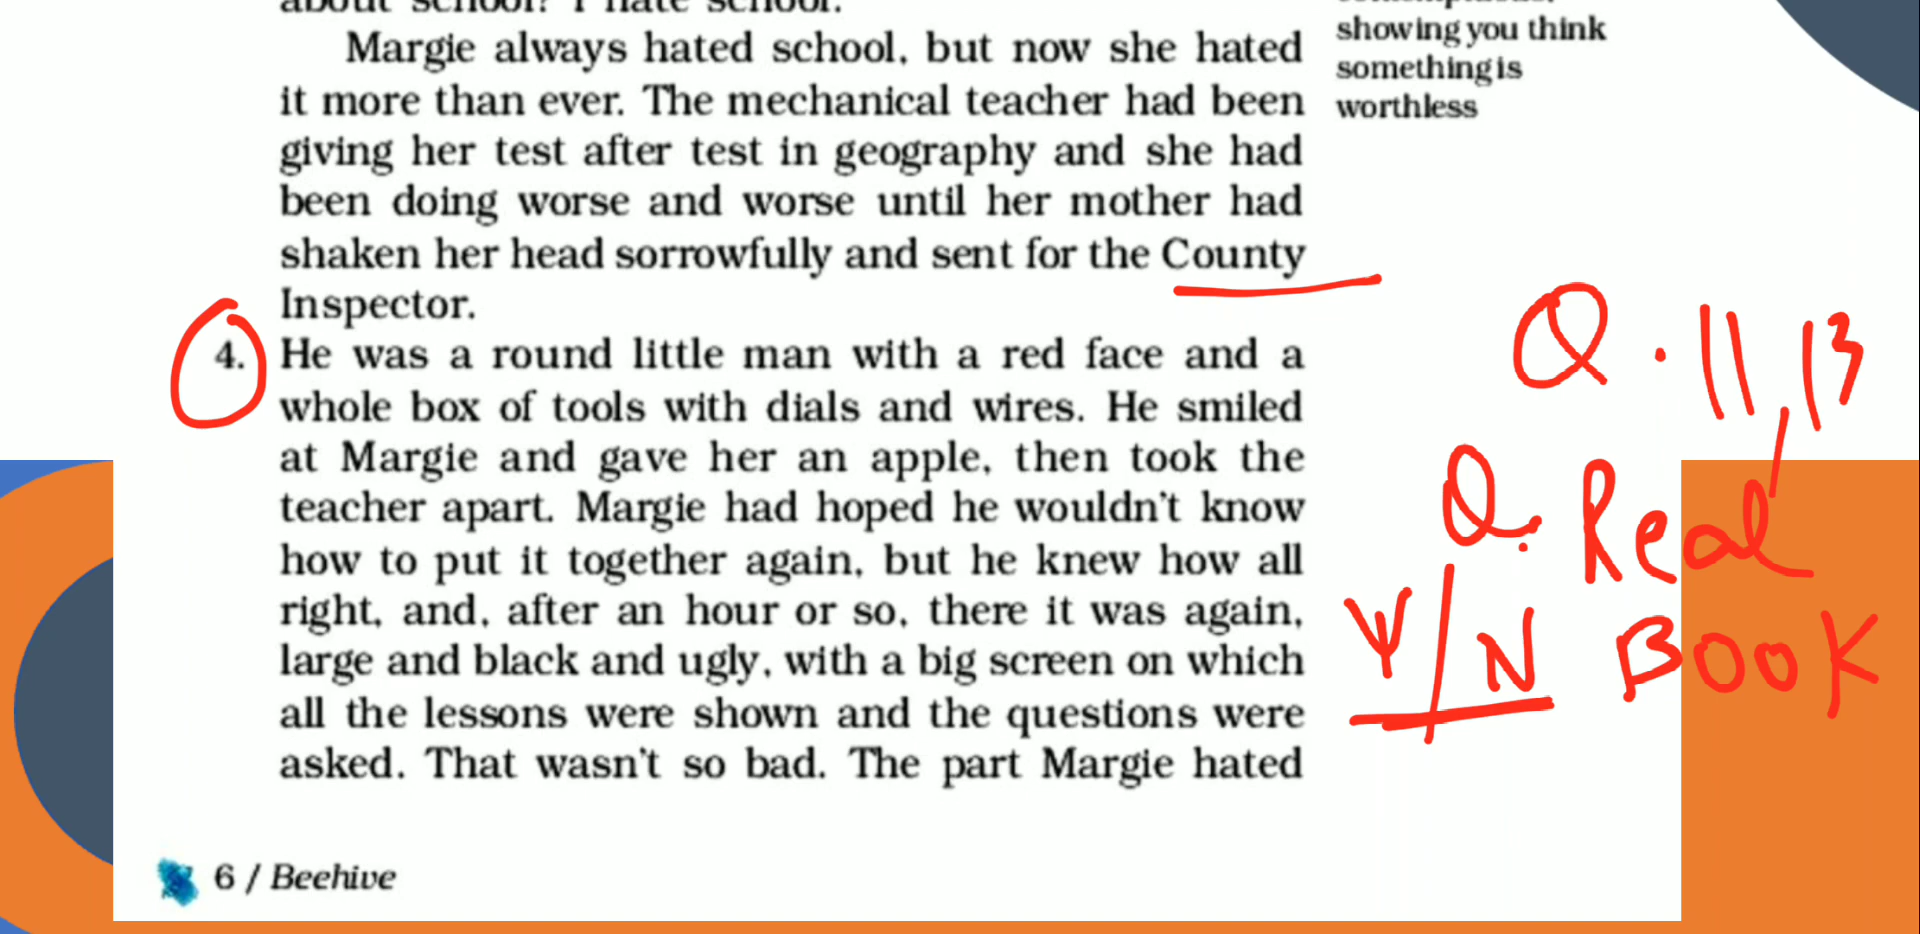 about school? I hate school."
Margie always hated school, but now she hated
it more than ever. The mechanical teacher had been
giving her test after test in geography and she had
been doing worse and worse until her mother had
shaken her head sorrowfully and sent for the County
Inspector.
4. He was a round little man with a red face and a
whole box of tools with dials and wires. He smiled
at Margie and gave her an apple, then took the
teacher apart. Margie had hoped he wouldn't know
how to put it together again, but he knew how all
right, and, after an hour or so, there it was again,
large and black and ugly, with a big screen on which
all the lessons were shown and the questions were
asked. That wasn't so bad. The part Margie hated
showing you think
something is
worthless
Q. 11, 13
Q. Real
Y/N BOOK
6 / Beehive